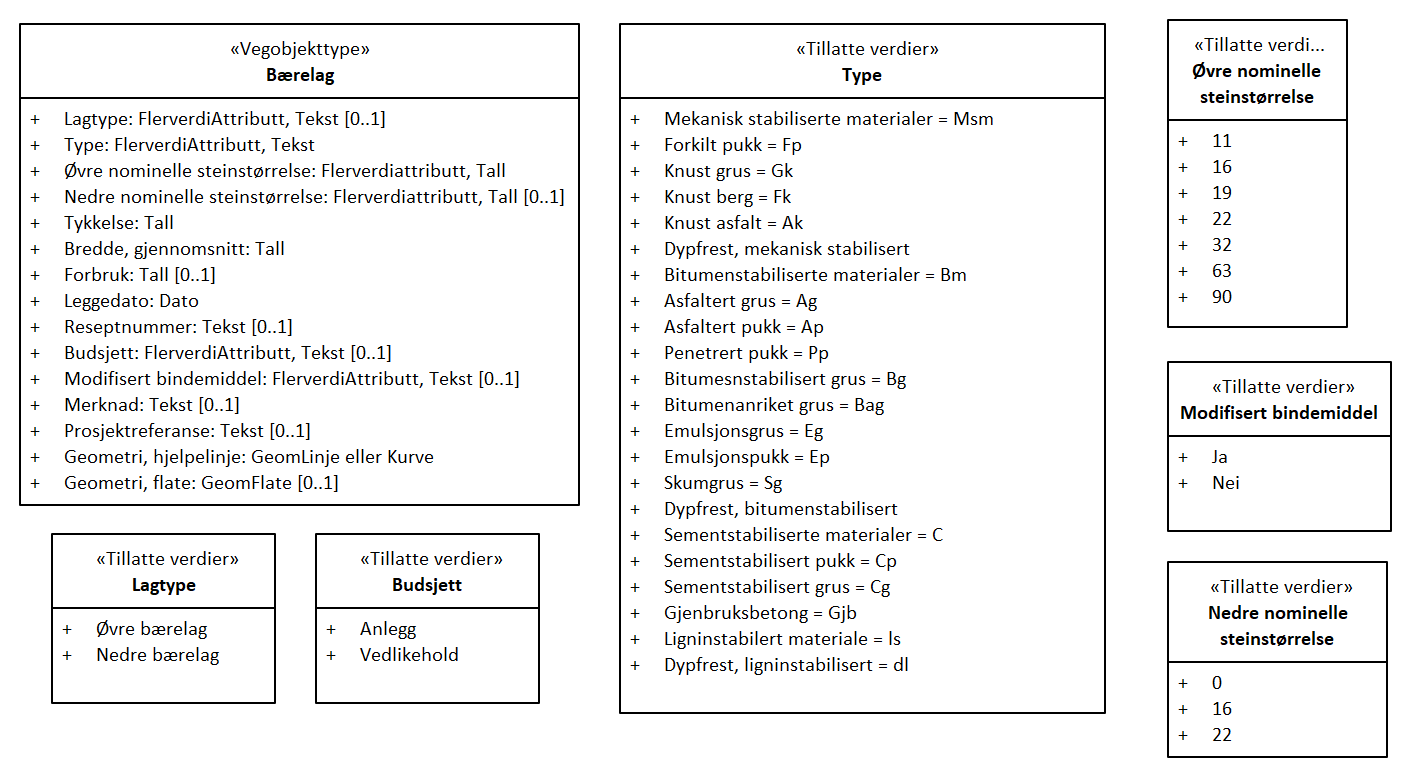 «Vegobjekttype»
Bærelag
+ Lagtype: FlerverdiAttributt, Tekst [0..1]
+ Type: FlerverdiAttributt, Tekst
+ Øvre nominelle steinstørrelse: Flerverdiattributt, Tall
+ Nedre nominelle steinstørrelse: Flerverdiattributt, Tall [0..1]
+ Tykkelse: Tall
+ Bredde, gjennomsnitt: Tall
+ Forbruk: Tall [0..1]
+ Leggedato: Dato
+ Reseptnummer: Tekst [0..1]
+ Budsjett: FlerverdiAttributt, Tekst [0..1]
+ Modifisert bindemiddel: FlerverdiAttributt, Tekst [0..1]
+ Merknad: Tekst [0..1]
+ Prosjektreferanse: Tekst [0..1]
+ Geometri, hjelpelinje: GeomLinje eller Kurve
+ Geometri, flate: GeomFlate [0..1]
«Tillatte verdier»
Lagtype
+ Øvre bærelag
+ Nedre bærelag
«Tillatte verdier»
Budsjett
+ Anlegg
+ Vedlikehold
«Tillatte verdier»
Type
+ Mekanisk stabiliserte materialer = Msm
+ Forkilt pukk = Fp
+ Knust grus = Gk
+ Knust berg = Fk
+ Knust asfalt = Ak
+ Dypfrest, mekanisk stabilisert
+ Bitumenstabiliserte materialer = Bm
+ Asfaltert grus = Ag
+ Asfaltert pukk = Ap
+ Penetrert pukk = Pp
+ Bitumesnstabilisert grus = Bg
+ Bitumenanriket grus = Bag
+ Emulsjonsgrus = Eg
+ Emulsjonspukk = Ep
+ Skumgrus = Sg
+ Dypfrest, bitumenstabilisert
+ Sementstabiliserte materialer = C
+ Sementstabilisert pukk = Cp
+ Sementstabilisert grus = Cg
+ Gjenbruksbetong = Gjb
+ Ligninstabilert materiale = ls
+ Dypfrest, ligninstabilisert = dl
«Tillatte verdi...
Øvre nominelle
steinstørrelse
+ 11
+ 16
+ 19
+ 22
+ 32
+ 63
+ 90
«Tillatte verdier»
Modifisert bindemiddel
+ Ja
+ Nei
«Tillatte verdier»
Nedre nominelle
steinstørrelse
+ 0
+ 16
+ 22